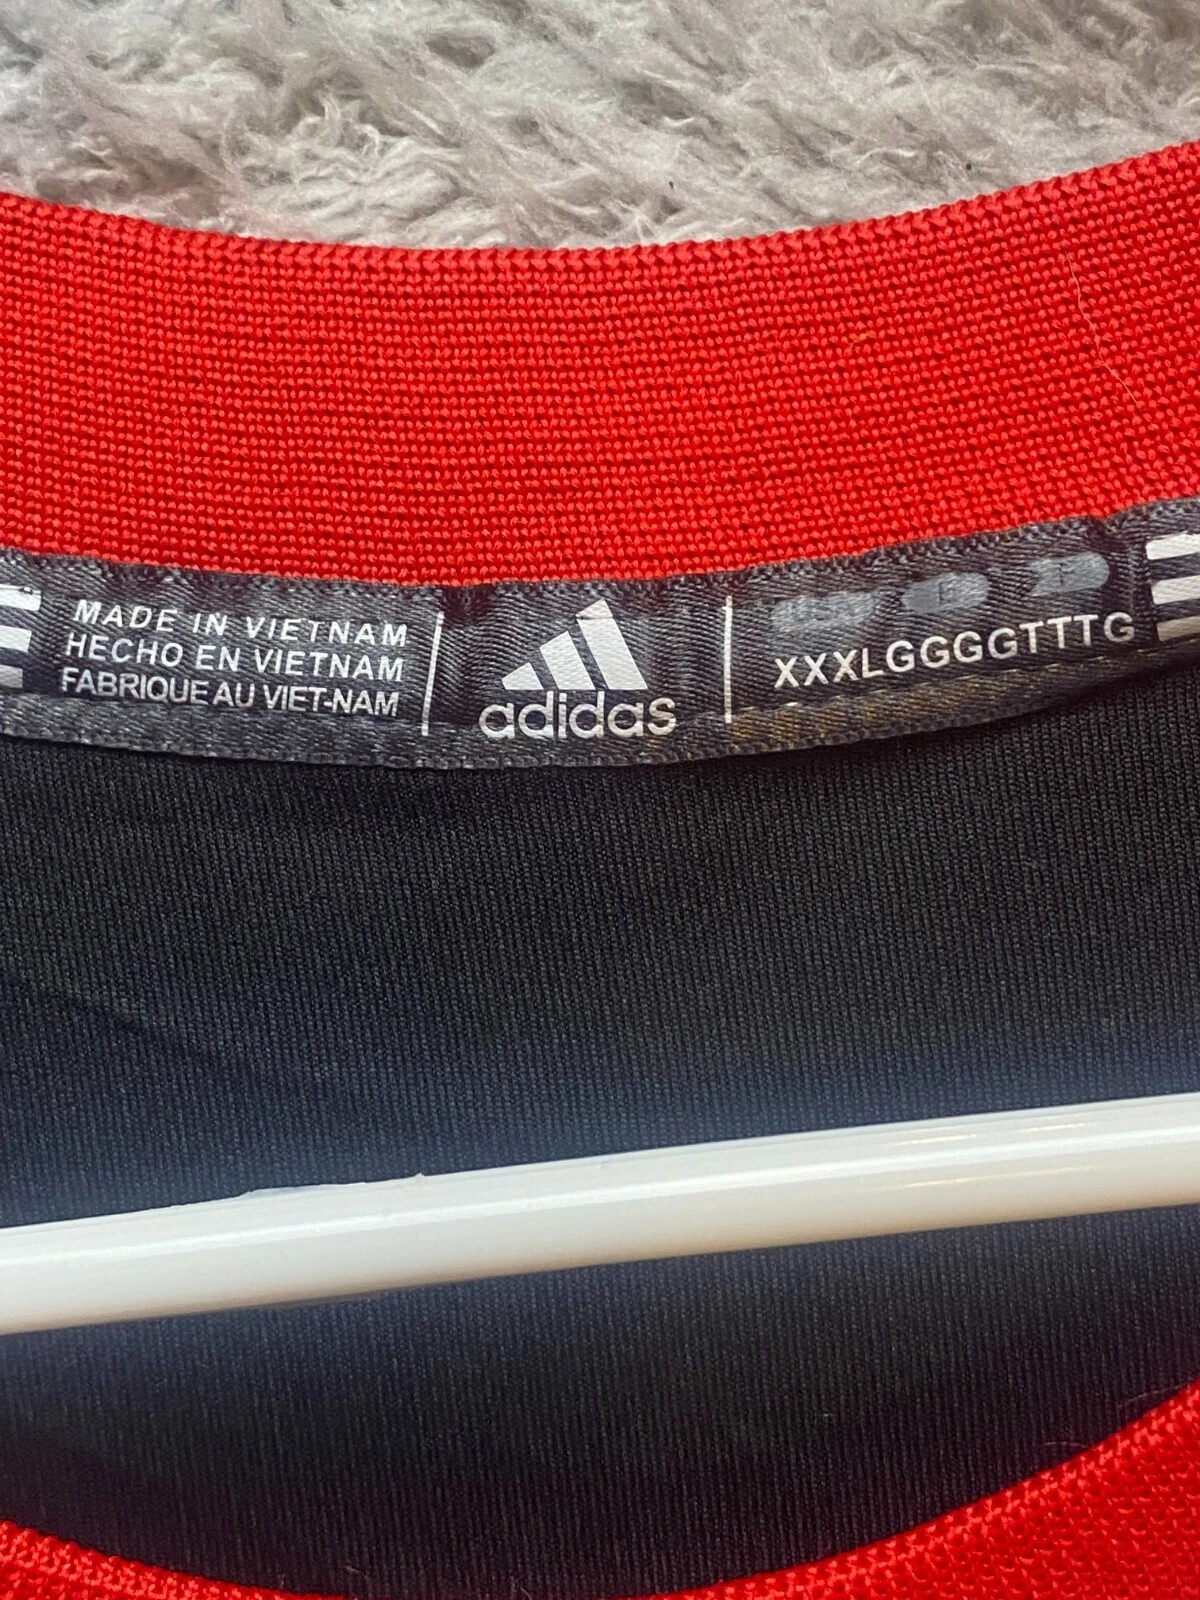 MADE IN VIETNAM
HECHO EN VIETNAM
FABRIQUE AU VIET-NAM
adidas
XXXLGGGGTTTG